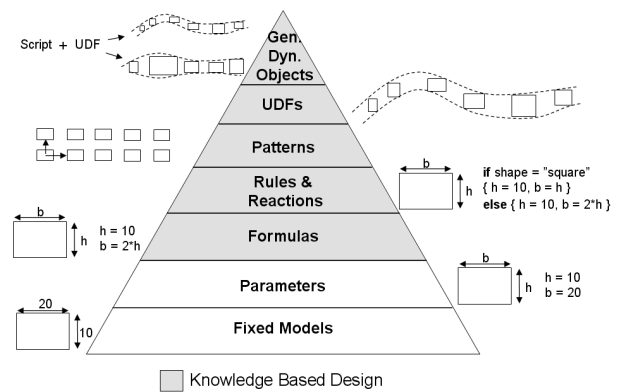 Script + UDF
Gen.
Dyn.
Objects
UDFs
Patterns
Rules &
Reactions
b
h
if shape = "square"
{ h = 10, b = h }
else { h = 10, b = 2*h }
b
h
h = 10
b = 2*h
Formulas
b
h
h = 10
b = 20
Parameters
20
10
Fixed Models
Knowledge Based Design